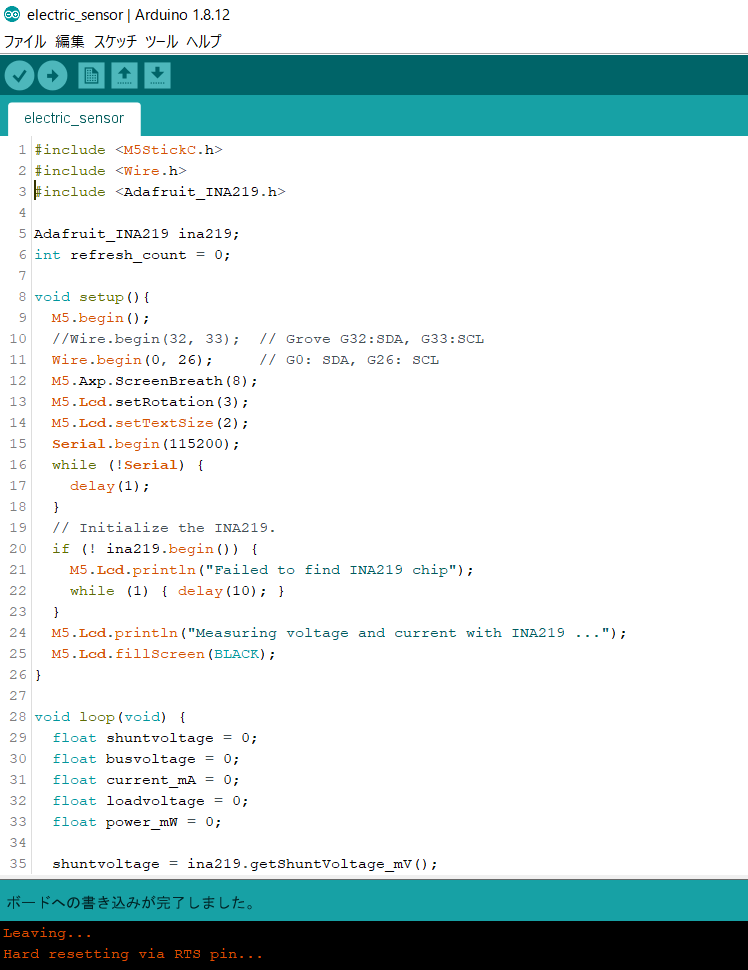 electric_sensor | Arduino 1.8.12
ファイル 編集 スケッチ ツール ヘルプ
electric_sensor
1 #include <M5StickC.h>
2 #include <Wire.h>
3 #include <Adafruit_INA219.h>
4
5 Adafruit_INA219 ina219;
6 int refresh_count = 0;
7
8 void setup(){
9   M5.begin();
10   //Wire.begin(32, 33);  // Grove G32:SDA, G33:SCL
11   Wire.begin(0, 26);     // G0: SDA, G26: SCL
12   M5.Axp.ScreenBreath(8);
13   M5.Lcd.setRotation(3);
14   M5.Lcd.setTextSize(2);
15   Serial.begin(115200);
16   while (!Serial) {
17     delay(1);
18   }
19   // Initialize the INA219.
20   if (! ina219.begin()) {
21     M5.Lcd.println("Failed to find INA219 chip");
22     while (1) { delay(10); }
23   }
24   M5.Lcd.println("Measuring voltage and current with INA219 ...");
25   M5.Lcd.fillScreen(BLACK);
26 }
27
28 void loop(void) {
29   float shuntvoltage = 0;
30   float busvoltage = 0;
31   float current_mA = 0;
32   float loadvoltage = 0;
33   float power_mW = 0;
34
35   shuntvoltage = ina219.getShuntVoltage_mV();
ボードへの書き込みが完了しました。
Leaving...
Hard resetting via RTS pin...